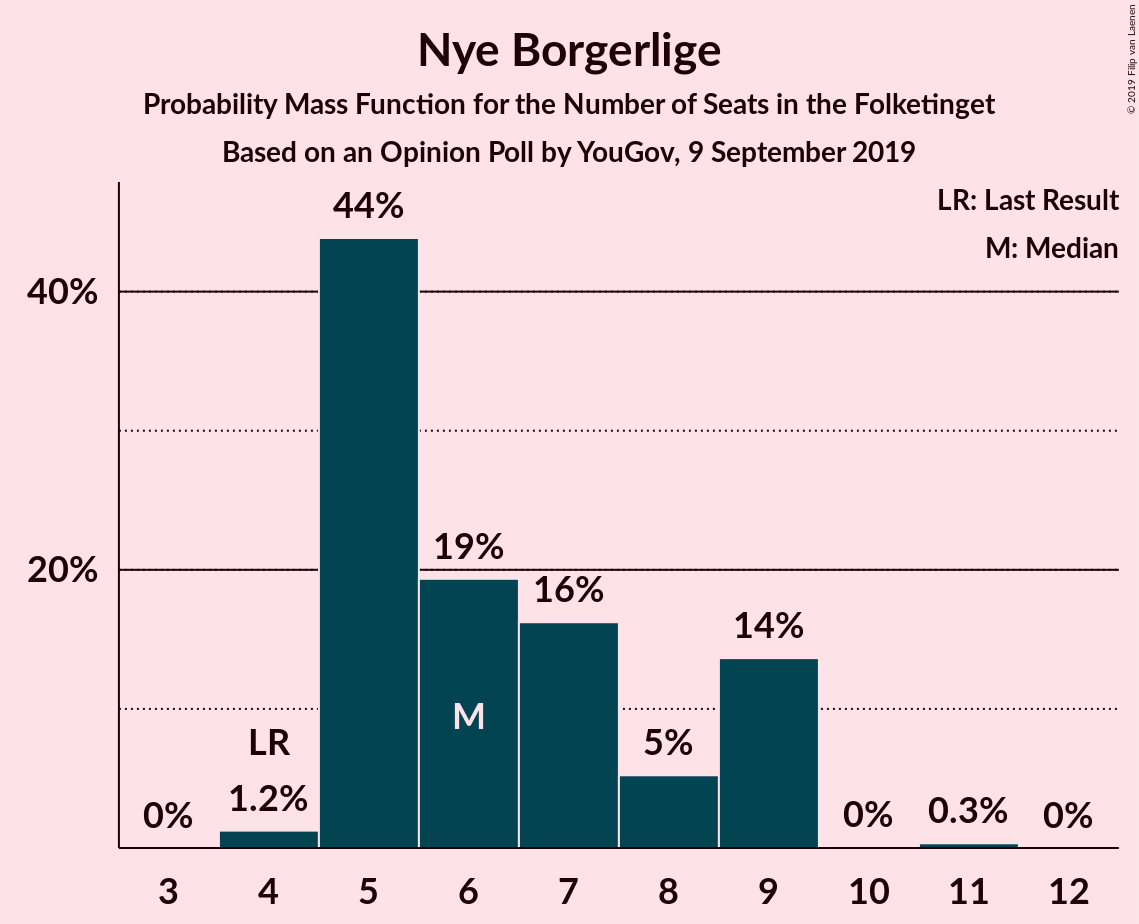 Nye Borgerlige
Probability Mass Function for the Number of Seats in the Folketinget
Based on an Opinion Poll by YouGov, 9 September 2019
© 2019 Filip van Laenen
LR: Last Result
M: Median
40%
20%
0%
LR
1.2%
44%
19%
M
16%
5%
14%
0%
0.3%
0%
3 4 5 6 7 8 9 10 11 12